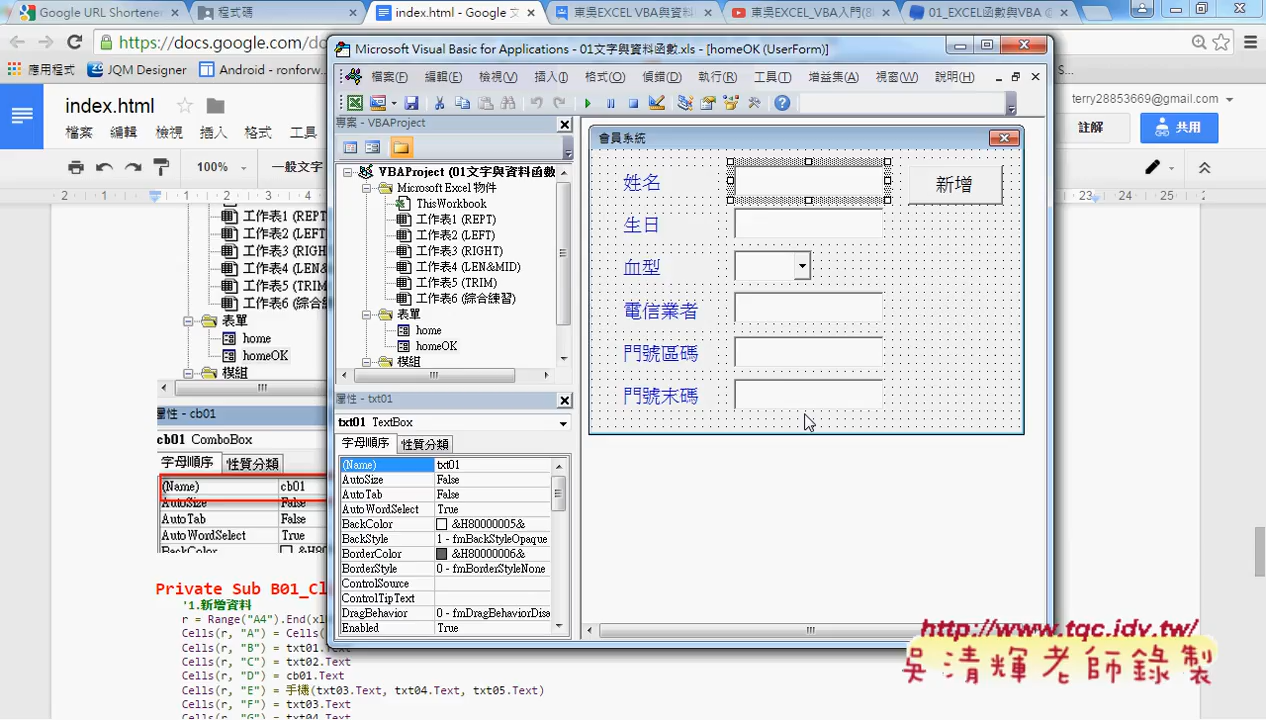 Google URL Shortener
程式碼
index.html - Google 文
東吳EXCEL VBA與資料
東吳EXCEL_VBA入門(88
01_EXCEL函數與VBA @
https://docs.google.com/do
應用程式
JQM Designer
Android - ronforw
index.html
terry28853669@gmail.com
檔案 編輯 檢視 插入 格式 工具
註解
共用
100%
一般文字
2 1 23 24 25
Microsoft Visual Basic for Applications - 01文字與資料函數.xls - [homeOK (UserForm)]
檔案(F) 編輯(E) 檢視(V) 插入(I) 格式(O) 偵錯(D) 執行(R) 工具(T) 增益集(A) 視窗(W) 說明(H)
專案 - VBAProject
VBAProject (01文字與資料函數
Microsoft Excel 物件
ThisWorkbook
工作表1 (REPT)
工作表2 (LEFT)
工作表3 (RIGHT)
工作表4 (LEN&MID)
工作表5 (TRIM)
工作表6 (綜合練習)
表單
home
homeOK
模組
屬性 - txt01
txt01 TextBox
字母順序 性質分類
(Name) txt01
AutoSize False
AutoTab False
AutoWordSelect True
BackColor &H80000005&
BackStyle 1 - fmBackStyleOpaque
BorderColor &H80000006&
BorderStyle 0 - fmBorderStyleNone
ControlSource
ControlTipText
DragBehavior 0 - fmDragBehaviorDisa
Enabled True
會員系統
姓名
新增
生日
血型
電信業者
門號區碼
門號末碼
工作表1 (REPT
工作表2 (LEFT)
工作表3 (RIGH
工作表4 (LEN&
工作表5 (TRIM
工作表6 (綜合
表單
home
homeOK
模組
屬性 - cb01
cb01 ComboBox
字母順序 性質分類
(Name) cb01
AutoSize False
AutoTab False
AutoWordSelect True
BackColor &H80
Private Sub B01_Cl
'1.新增資料
r = Range("A4").End(xl
Cells(r, "A") = Cells(
Cells(r, "B") = txt01.Text
Cells(r, "C") = txt02.Text
Cells(r, "D") = cb01.Text
Cells(r, "E") = 手機(txt03.Text, txt04.Text, txt05.Text)
Cells(r, "F") = txt03.Text
Cells(r, "G") = txt04.Text
http://www.tqc.idv.tw/
吳清輝老師錄製